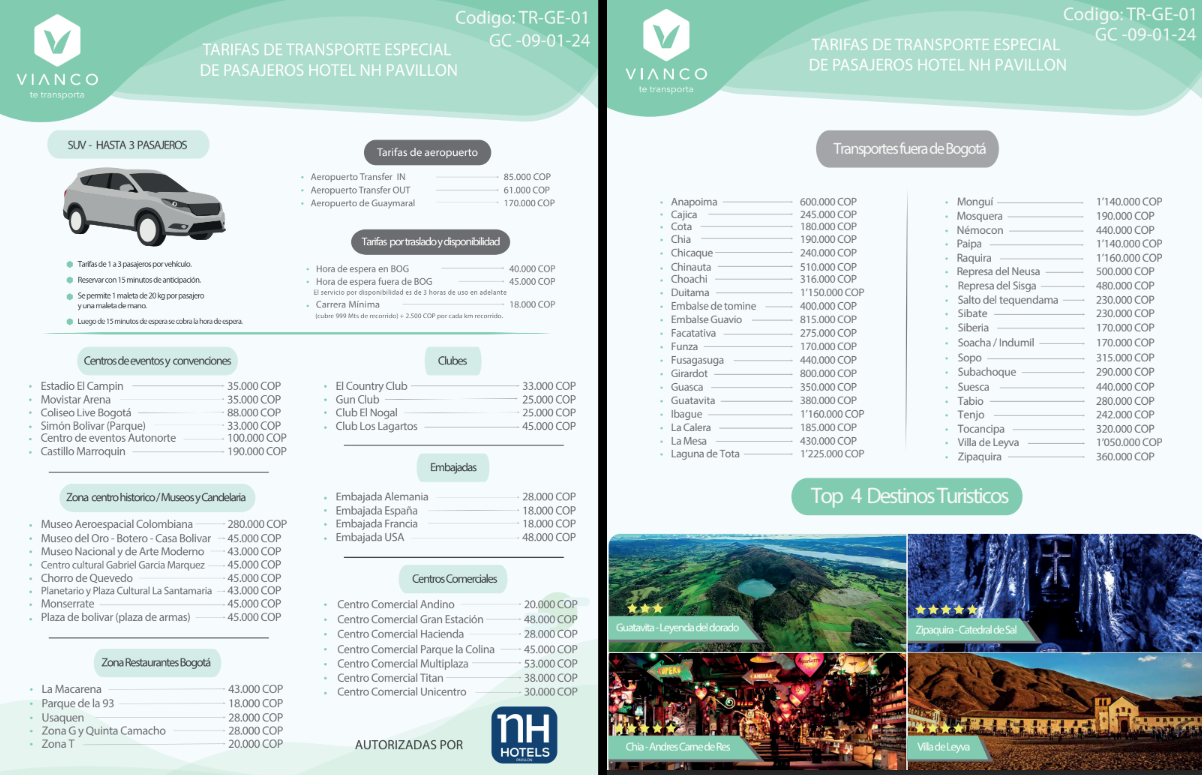 VIANCO
te transporta
Codigo: TR-GE-01
GC -09-01-24
TARIFAS DE TRANSPORTE ESPECIAL
DE PASAJEROS HOTEL NH PAVILLON
SUV - HASTA 3 PASAJEROS
Tarifas de 1 a 3 pasajeros por vehículo.
Reservar con 15 minutos de anticipación.
Se permite 1 maleta de 20 kg por pasajero
y una maleta de mano.
Luego de 15 minutos de espera se cobra la hora de espera.
Tarifas de aeropuerto
Aeropuerto Transfer IN 85.000 COP
Aeropuerto Transfer OUT 61.000 COP
Aeropuerto de Guaymaral 170.000 COP
Tarifas por traslado y disponibilidad
Hora de espera en BOG 40.000 COP
Hora de espera fuera de BOG 45.000 COP
El servicio por disponibilidad es de 3 horas de uso en adelante
Carrera Mínima 18.000 COP
(cubre 999 Mts de recorrido) + 2.500 COP por cada km recorrido.
Centros de eventos y convenciones
Estadio El Campin 35.000 COP
Movistar Arena 35.000 COP
Coliseo Live Bogotá 88.000 COP
Simón Bolivar (Parque) 33.000 COP
Centro de eventos Autonorte 100.000 COP
Castillo Marroquin 190.000 COP
Zona centro historico / Museos y Candelaria
Museo Aeroespacial Colombiana 280.000 COP
Museo del Oro - Botero - Casa Bolivar 45.000 COP
Museo Nacional y de Arte Moderno 43.000 COP
Centro cultural Gabriel Garcia Marquez 45.000 COP
Chorro de Quevedo 45.000 COP
Planetario y Plaza Cultural La Santamaria 43.000 COP
Monserrate 45.000 COP
Plaza de bolivar (plaza de armas) 45.000 COP
Zona Restaurantes Bogotá
La Macarena 43.000 COP
Parque de la 93 18.000 COP
Usaquen 28.000 COP
Zona G y Quinta Camacho 28.000 COP
Zona T 20.000 COP
Clubes
El Country Club 33.000 COP
Gun Club 25.000 COP
Club El Nogal 25.000 COP
Club Los Lagartos 45.000 COP
Embajadas
Embajada Alemania 28.000 COP
Embajada España 18.000 COP
Embajada Francia 18.000 COP
Embajada USA 48.000 COP
Centros Comerciales
Centro Comercial Andino 20.000 COP
Centro Comercial Gran Estación 48.000 COP
Centro Comercial Hacienda 28.000 COP
Centro Comercial Parque la Colina 45.000 COP
Centro Comercial Multiplaza 53.000 COP
Centro Comercial Titan 38.000 COP
Centro Comercial Unicentro 30.000 COP
AUTORIZADAS POR
nH
HOTELS
PAVILLON
VIANCO
te transporta
Codigo: TR-GE-01
GC -09-01-24
TARIFAS DE TRANSPORTE ESPECIAL
DE PASAJEROS HOTEL NH PAVILLON
Transportes fuera de Bogotá
Anapoima 600.000 COP
Cajica 245.000 COP
Cota 180.000 COP
Chia 190.000 COP
Chicaque 240.000 COP
Chinauta 510.000 COP
Choachi 316.000 COP
Duitama 1'150.000 COP
Embalse de tomine 400.000 COP
Embalse Guavio 815.000 COP
Facatativa 275.000 COP
Funza 170.000 COP
Fusagasuga 440.000 COP
Girardot 800.000 COP
Guasca 350.000 COP
Guatavita 380.000 COP
Ibague 1'160.000 COP
La Calera 185.000 COP
La Mesa 430.000 COP
Laguna de Tota 1'225.000 COP
Monguí 1'140.000 COP
Mosquera 190.000 COP
Némocon 440.000 COP
Paipa 1'140.000 COP
Raquira 1'160.000 COP
Represa del Neusa 500.000 COP
Represa del Sisga 480.000 COP
Salto del tequendama 230.000 COP
Sibate 230.000 COP
Siberia 170.000 COP
Soacha / Indumil 170.000 COP
Sopo 315.000 COP
Subachoque 290.000 COP
Suesca 440.000 COP
Tabio 280.000 COP
Tenjo 242.000 COP
Tocancipa 320.000 COP
Villa de Leyva 1'050.000 COP
Zipaquira 360.000 COP
Top 4 Destinos Turisticos
Guatavita - Leyenda del dorado
Zipaquira - Catedral de Sal
Chia - Andres Carne de Res
Villa de Leyva